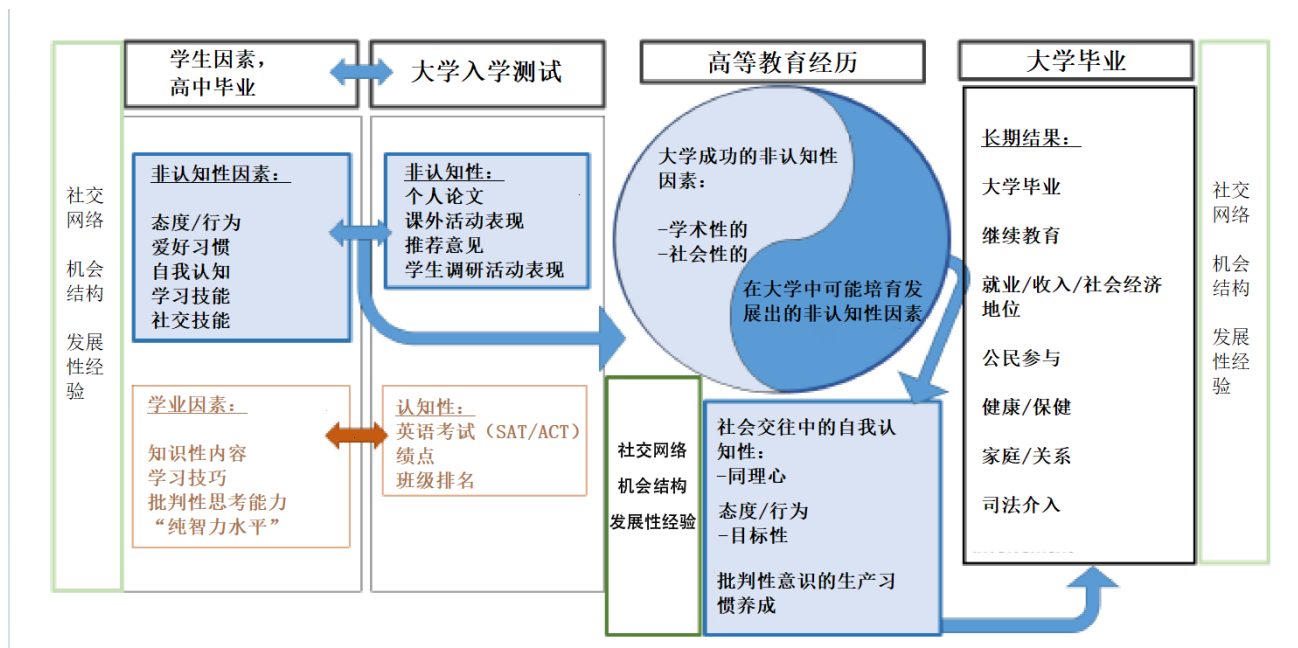 学生因素，
高中毕业
大学入学测试
高等教育经历
大学毕业
社交
网络
机会
结构
发展
性经
验
非认知性因素：
态度/行为
爱好习惯
自我认知
学习技能
社交技能
学业因素：
知识性内容
学习技巧
批判性思考能力
“纯智力水平”
非认知性：
个人论文
课外活动表现
推荐意见
学生调研活动表现
认知性：
英语考试（SAT/ACT）
绩点
班级排名
大学成功的非认知性
因素：
-学术性的
-社会性的
在大学中可能培育发
展出的非认知性因素
社交网络
机会结构
发展性经验
社会交往中的自我认
知性：
-同理心
态度/行为
-目标性
批判性意识的生产习
惯养成
长期结果：
大学毕业
继续教育
就业/收入/社会经济
地位
公民参与
健康/保健
家庭/关系
司法介入
社交
网络
机会
结构
发展
性经
验